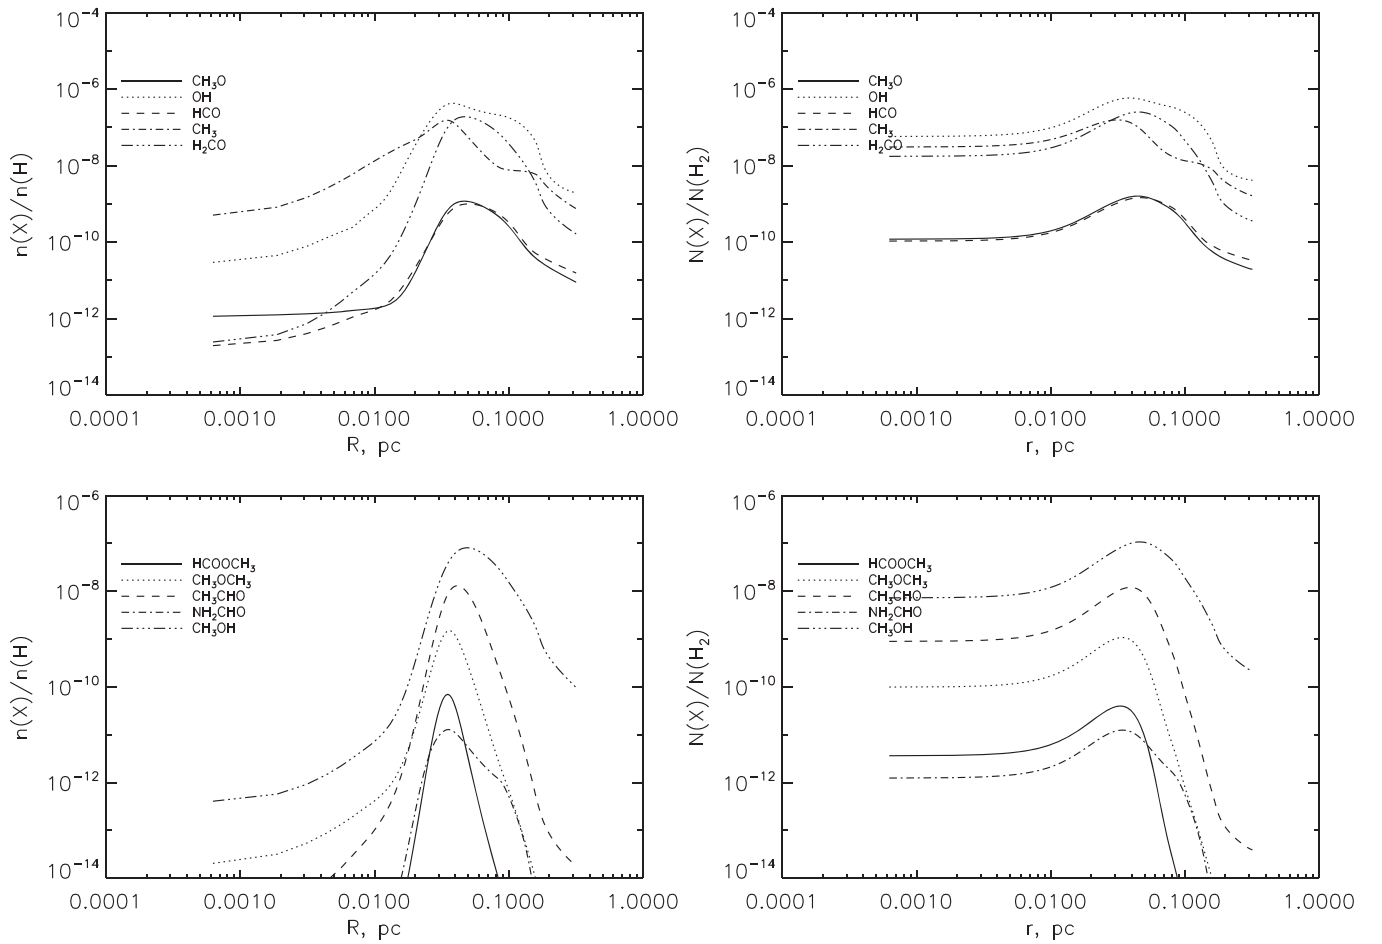 10⁻⁴
10⁻⁶
10⁻⁸
10⁻¹⁰
10⁻¹²
10⁻¹⁴
n(X)/n(H)
CH₃O
OH
HCO
CH₃
H₂CO
0.0001 0.0010 0.0100 0.1000 1.0000
R, pc
10⁻⁴
10⁻⁶
10⁻⁸
10⁻¹⁰
10⁻¹²
10⁻¹⁴
N(X)/N(H₂)
CH₃O
OH
HCO
CH₃
H₂CO
0.0001 0.0010 0.0100 0.1000 1.0000
r, pc
10⁻⁶
10⁻⁸
10⁻¹⁰
10⁻¹²
10⁻¹⁴
n(X)/n(H)
HCOOCH₃
CH₃OCH₃
CH₃CHO
NH₂CHO
CH₃OH
0.0001 0.0010 0.0100 0.1000 1.0000
R, pc
10⁻⁶
10⁻⁸
10⁻¹⁰
10⁻¹²
10⁻¹⁴
N(X)/N(H₂)
HCOOCH₃
CH₃OCH₃
CH₃CHO
NH₂CHO
CH₃OH
0.0001 0.0010 0.0100 0.1000 1.0000
r, pc